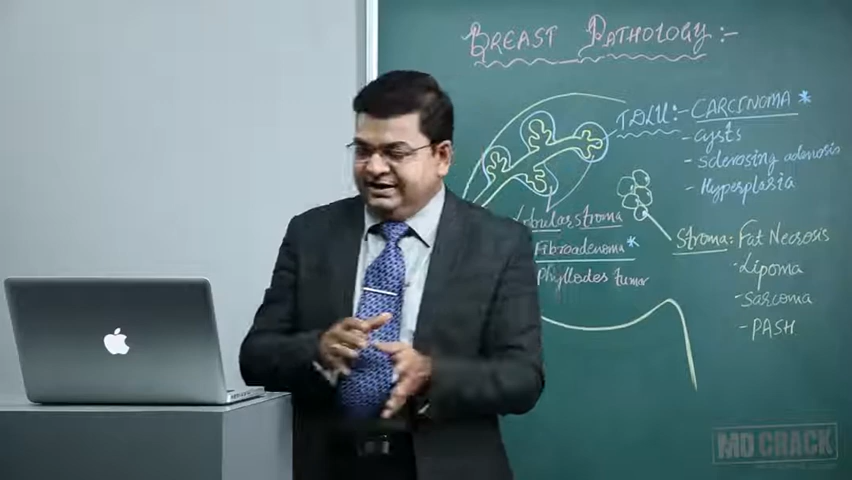 BREAST PATHOLOGY :-
TDLU :- CARCINOMA *
- cysts
- Sclerosing adenosis
- Hyperplasia
Lobular stroma
Fibroadenoma *
Phyllodes tumor
Stroma : Fat Necrosis
· Lipoma
- Sarcoma
- PASH
MD CRACK